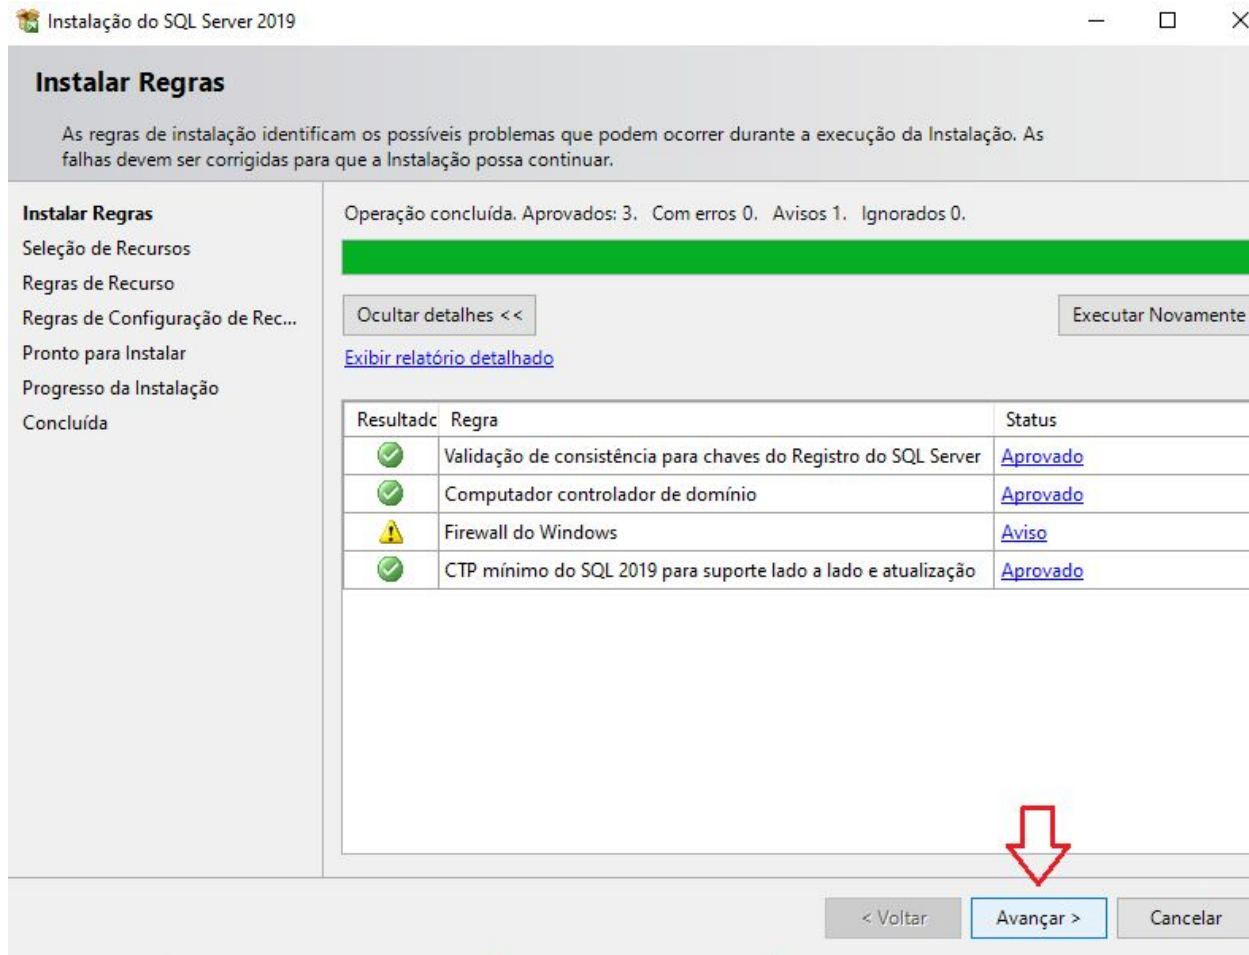 Instalação do SQL Server 2019
Instalar Regras
As regras de instalação identificam os possíveis problemas que podem ocorrer durante a execução da Instalação. As
falhas devem ser corrigidas para que a Instalação possa continuar.
Instalar Regras
Seleção de Recursos
Regras de Recurso
Regras de Configuração de Rec...
Pronto para Instalar
Progresso da Instalação
Concluída
Operação concluída. Aprovados: 3. Com erros 0. Avisos 1. Ignorados 0.
Ocultar detalhes <<
Executar Novamente
Exibir relatório detalhado
Resultado Regra Status
Validação de consistência para chaves do Registro do SQL Server Aprovado
Computador controlador de domínio Aprovado
Firewall do Windows Aviso
CTP mínimo do SQL 2019 para suporte lado a lado e atualização Aprovado
< Voltar Avançar > Cancelar